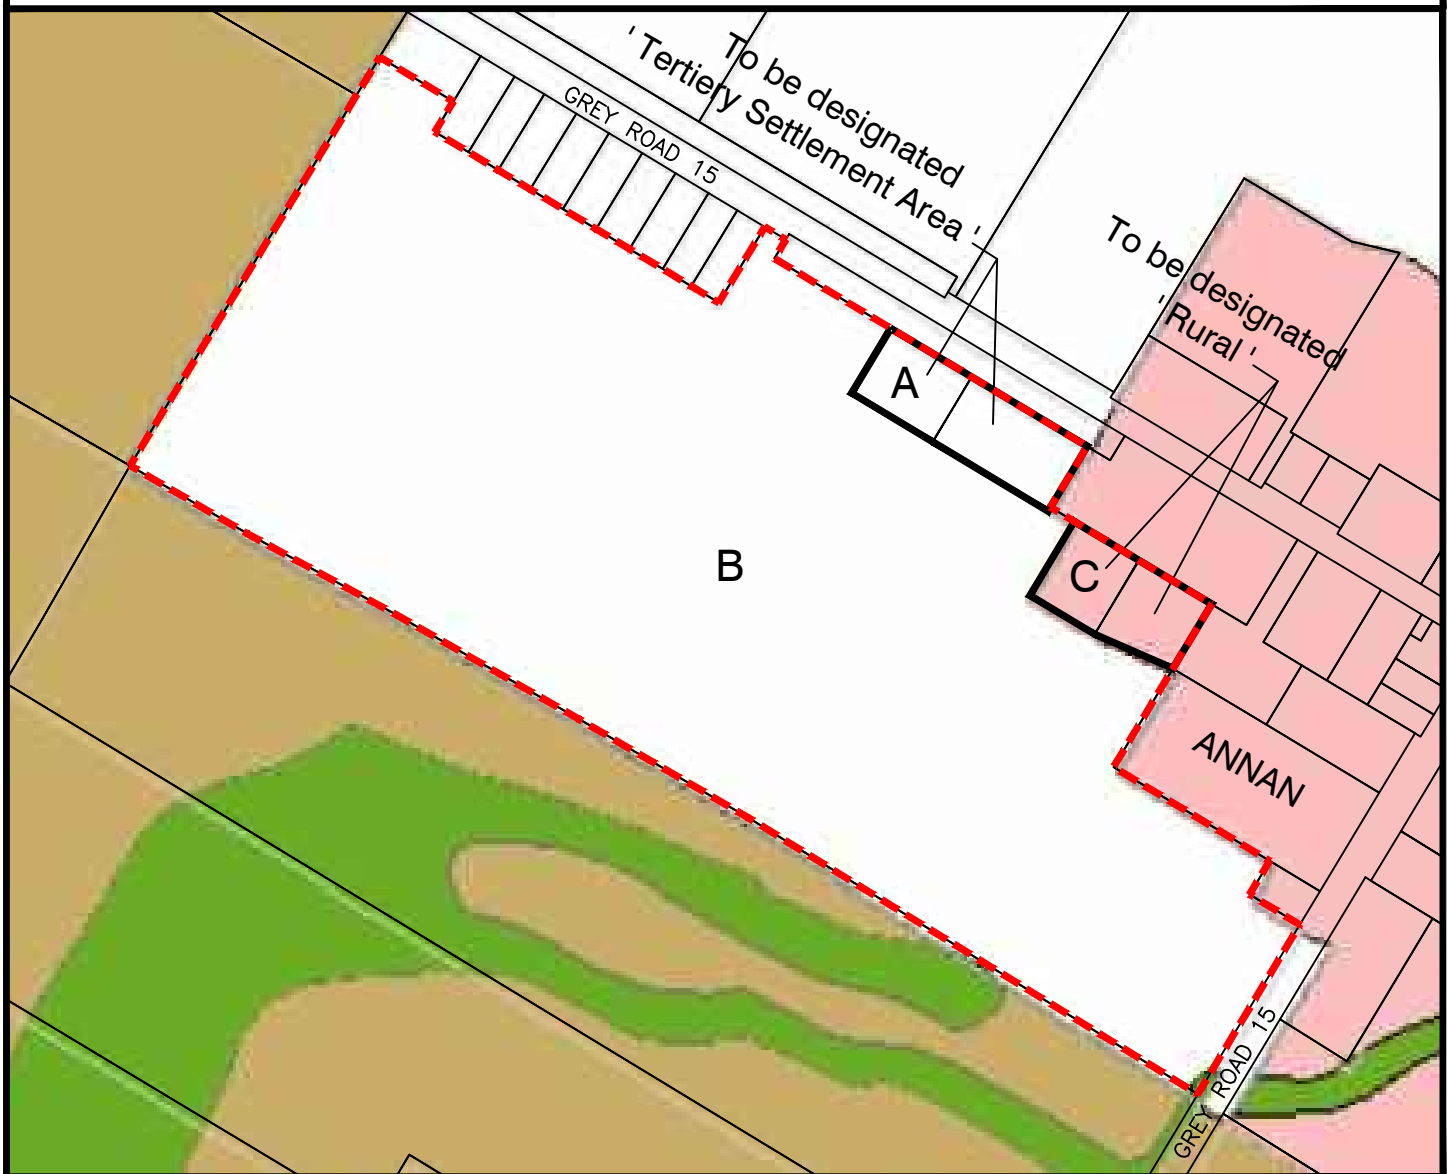 To be designated
' Tertiery Settlement Area '
GREY ROAD 15
To be designated
' Rural '
A
B
C
ANNAN
GREY ROAD 15